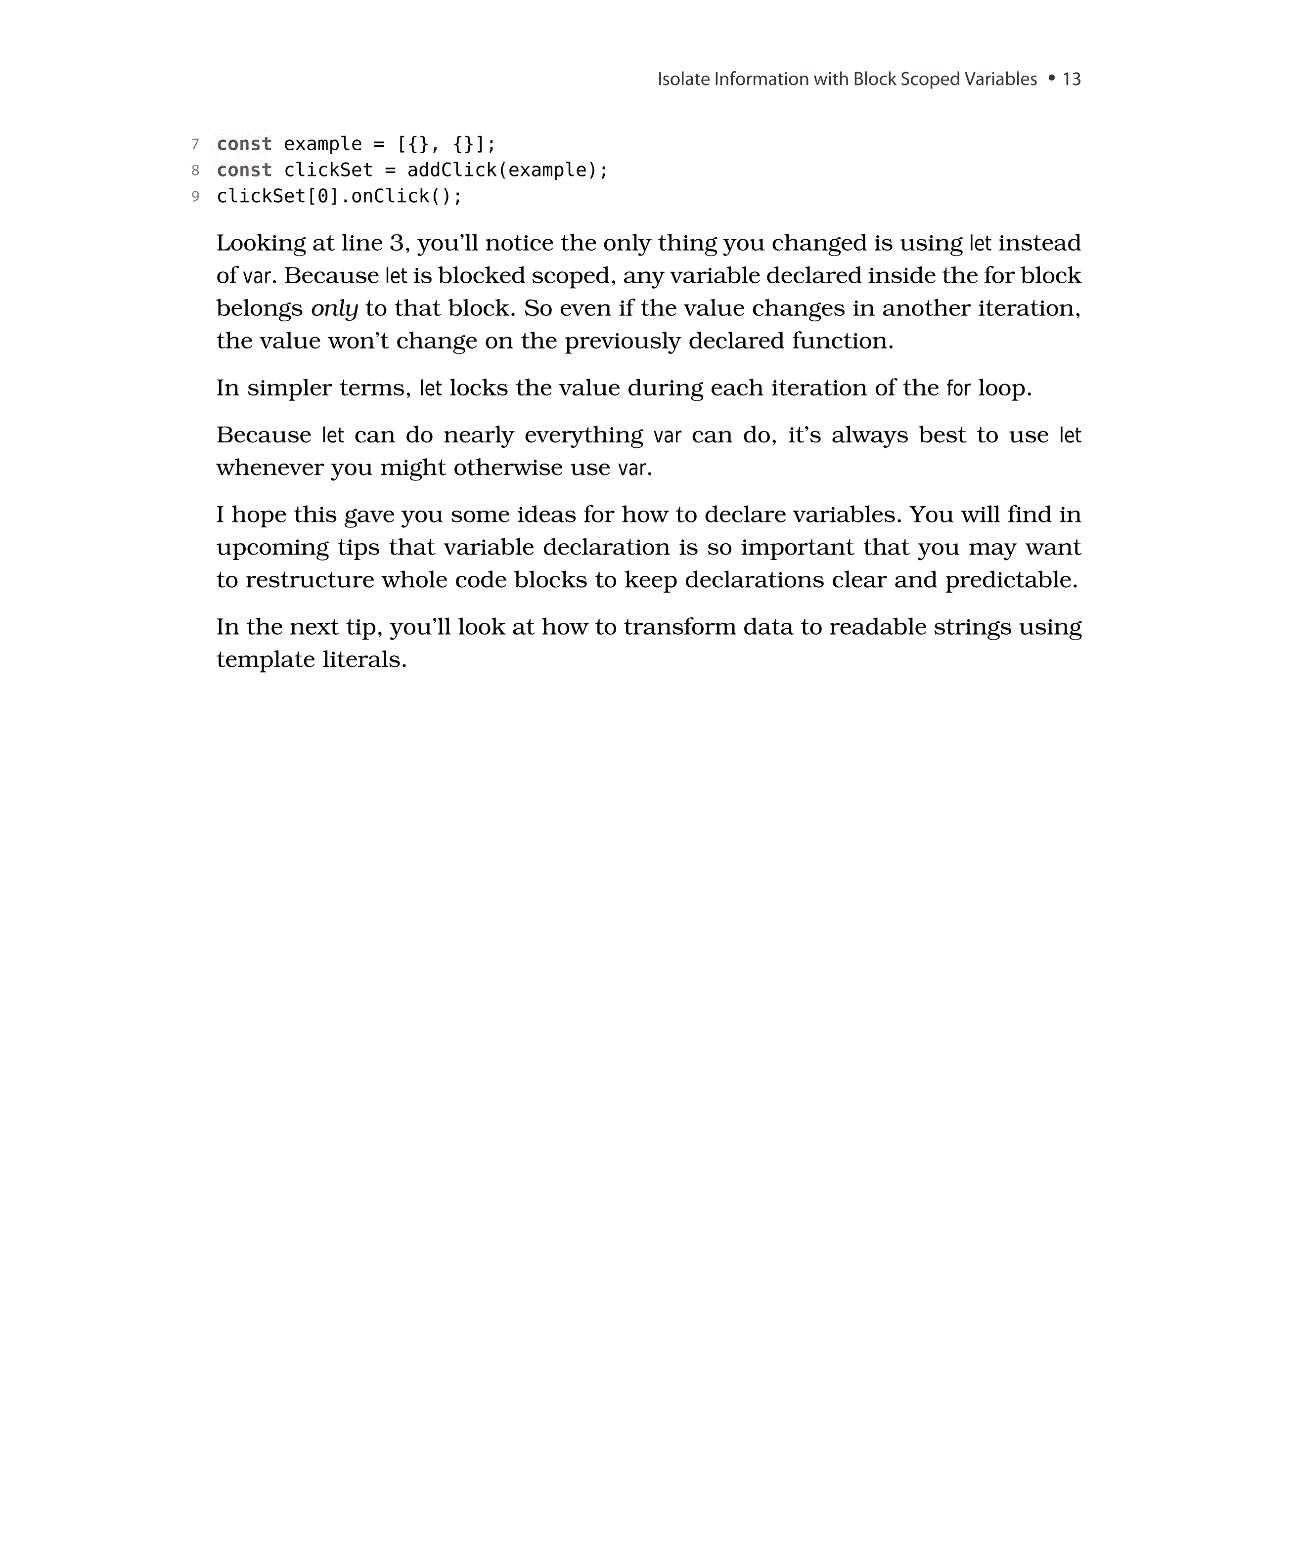 Isolate Information with Block Scoped Variables • 13
7 const example = [{}, {}];
8 const clickSet = addClick(example);
9 clickSet[0].onClick();
Looking at line 3, you’ll notice the only thing you changed is using let instead
of var. Because let is blocked scoped, any variable declared inside the for block
belongs only to that block. So even if the value changes in another iteration,
the value won’t change on the previously declared function.
In simpler terms, let locks the value during each iteration of the for loop.
Because let can do nearly everything var can do, it’s always best to use let
whenever you might otherwise use var.
I hope this gave you some ideas for how to declare variables. You will find in
upcoming tips that variable declaration is so important that you may want
to restructure whole code blocks to keep declarations clear and predictable.
In the next tip, you’ll look at how to transform data to readable strings using
template literals.